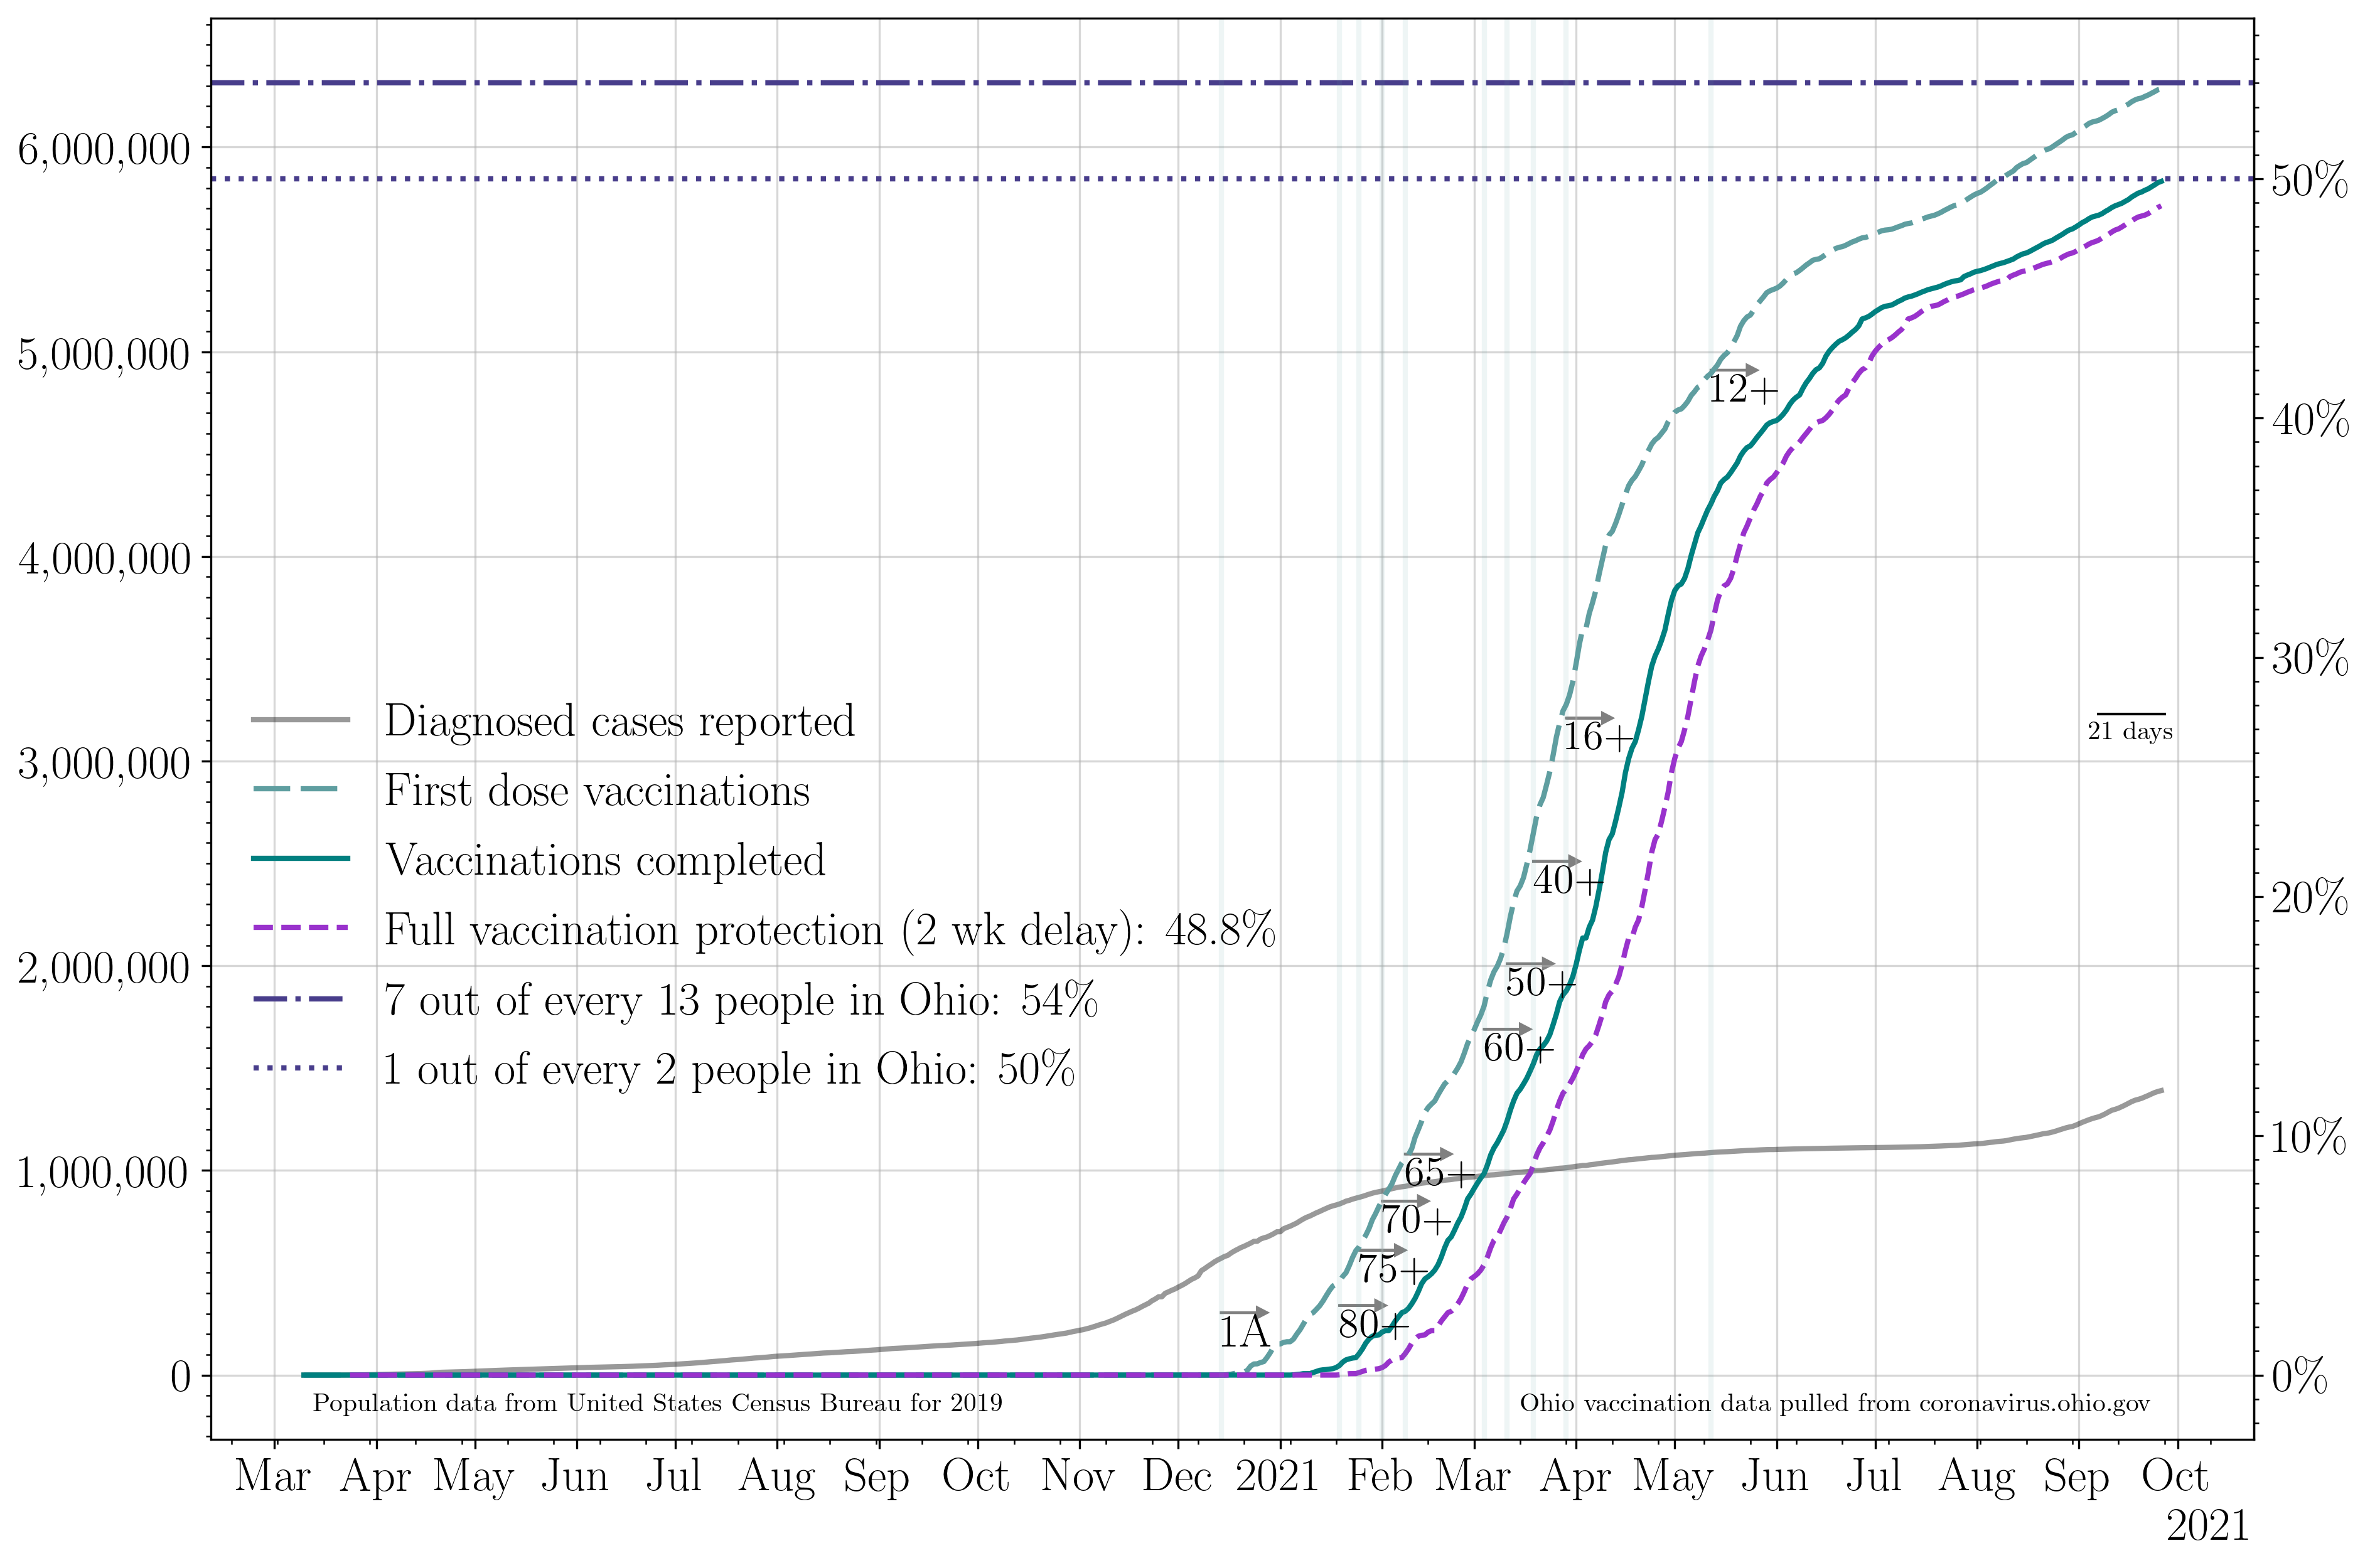 6,000,000
5,000,000
4,000,000
3,000,000
2,000,000
1,000,000
0
50%
40%
30%
20%
10%
0%
Diagnosed cases reported
First dose vaccinations
Vaccinations completed
Full vaccination protection (2 wk delay): 48.8%
7 out of every 13 people in Ohio: 54%
1 out of every 2 people in Ohio: 50%
12+
16+
40+
50+
60+
65+
70+
75+
80+
1A
21 days
Population data from United States Census Bureau for 2019
Ohio vaccination data pulled from coronavirus.ohio.gov
Mar Apr May Jun Jul Aug Sep Oct Nov Dec 2021 Feb Mar Apr May Jun Jul Aug Sep Oct
2021